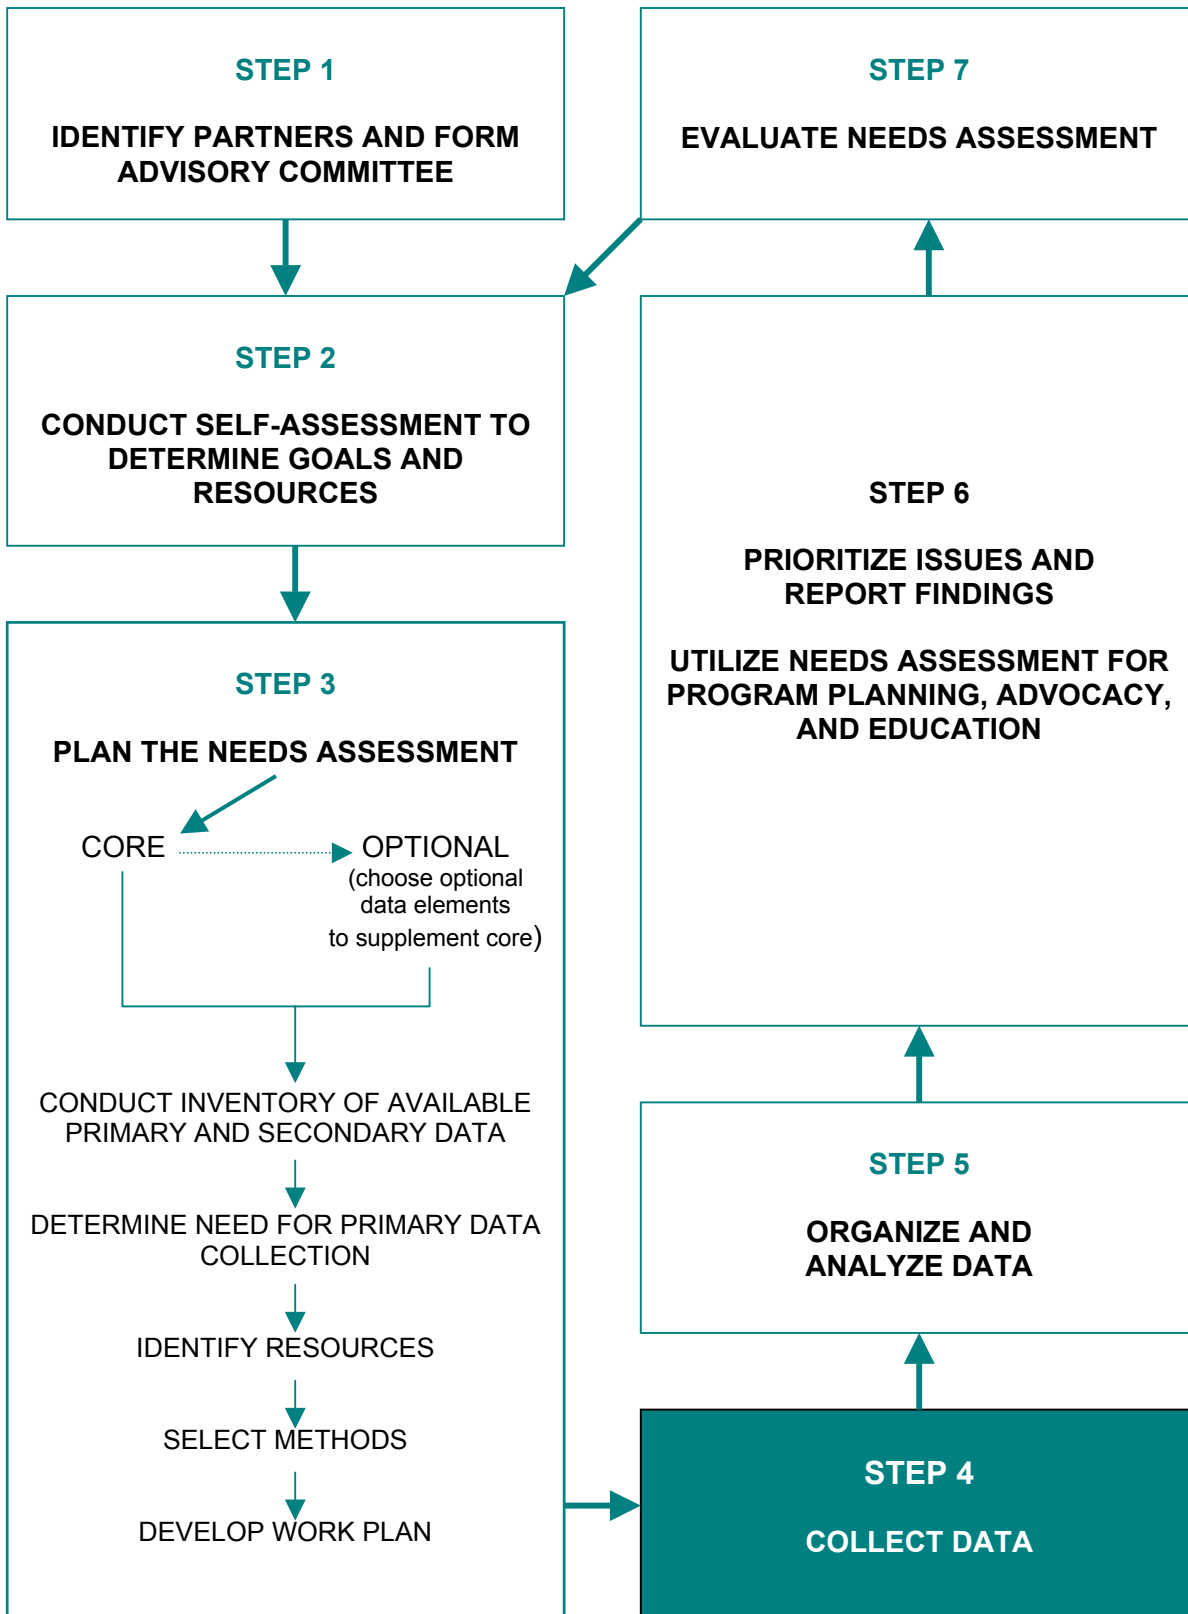 STEP 1
IDENTIFY PARTNERS AND FORM
ADVISORY COMMITTEE
STEP 2
CONDUCT SELF-ASSESSMENT TO
DETERMINE GOALS AND
RESOURCES
STEP 3
PLAN THE NEEDS ASSESSMENT
CORE
OPTIONAL
(choose optional
data elements
to supplement core)
CONDUCT INVENTORY OF AVAILABLE
PRIMARY AND SECONDARY DATA
DETERMINE NEED FOR PRIMARY DATA
COLLECTION
IDENTIFY RESOURCES
SELECT METHODS
DEVELOP WORK PLAN
STEP 4
COLLECT DATA
STEP 5
ORGANIZE AND
ANALYZE DATA
STEP 6
PRIORITIZE ISSUES AND
REPORT FINDINGS
UTILIZE NEEDS ASSESSMENT FOR
PROGRAM PLANNING, ADVOCACY,
AND EDUCATION
STEP 7
EVALUATE NEEDS ASSESSMENT